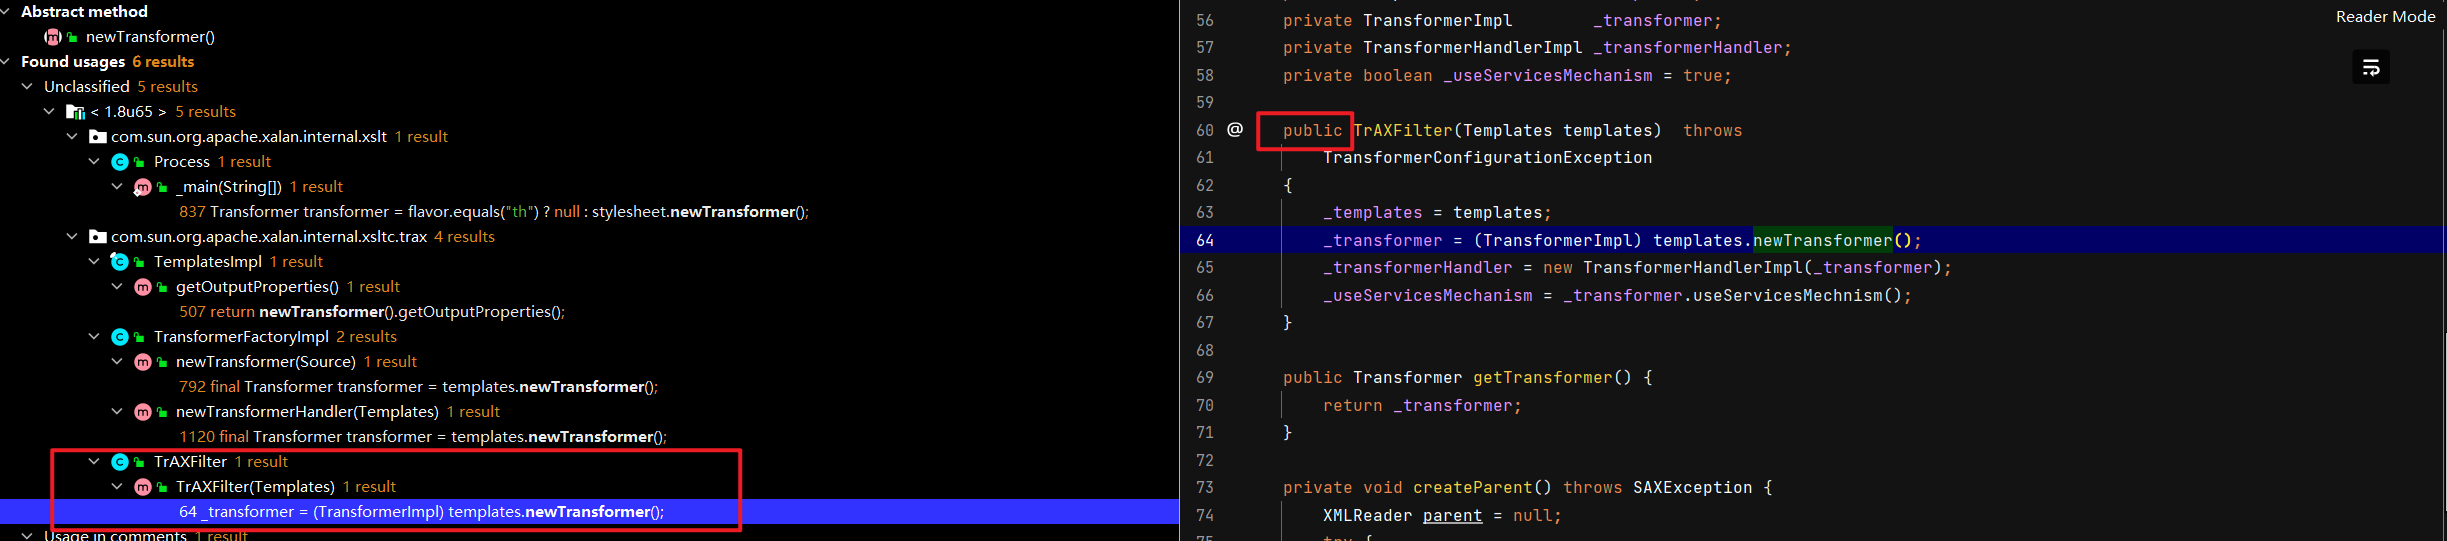 Abstract method
newTransformer()
Found usages 6 results
Unclassified 5 results
< 1.8u65 > 5 results
com.sun.org.apache.xalan.internal.xslt 1 result
Process 1 result
_main(String[]) 1 result
837 Transformer transformer = flavor.equals("th") ? null : stylesheet.newTransformer();
com.sun.org.apache.xalan.internal.xsltc.trax 4 results
TemplatesImpl 1 result
getOutputProperties() 1 result
507 return newTransformer().getOutputProperties();
TransformerFactoryImpl 2 results
newTransformer(Source) 1 result
792 final Transformer transformer = templates.newTransformer();
newTransformerHandler(Templates) 1 result
1120 final Transformer transformer = templates.newTransformer();
TrAXFilter 1 result
TrAXFilter(Templates) 1 result
64 _transformer = (TransformerImpl) templates.newTransformer();
Usage in comments 1 result
Reader Mode
56 private TransformerImpl _transformer;
57 private TransformerHandlerImpl _transformerHandler;
58 private boolean _useServicesMechanism = true;
59
60 @ public TrAXFilter(Templates templates) throws
61 TransformerConfigurationException
62 {
63 _templates = templates;
64 _transformer = (TransformerImpl) templates.newTransformer();
65 _transformerHandler = new TransformerHandlerImpl(_transformer);
66 _useServicesMechanism = _transformer.useServicesMechnism();
67 }
68
69 public Transformer getTransformer() {
70 return _transformer;
71 }
72
73 private void createParent() throws SAXException {
74 XMLReader parent = null;
75 try {